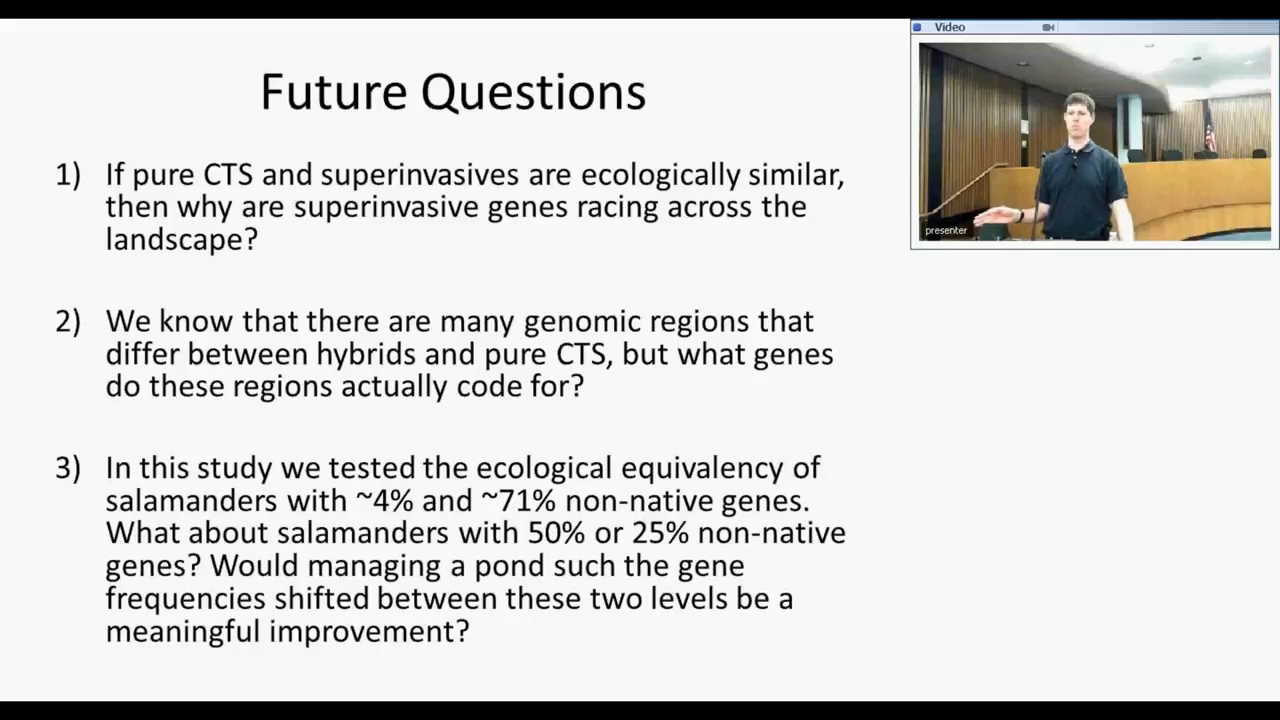 Future Questions
Video
1) If pure CTS and superinvasives are ecologically similar,
then why are superinvasive genes racing across the
landscape?
presenter
2) We know that there are many genomic regions that
differ between hybrids and pure CTS, but what genes
do these regions actually code for?
3) In this study we tested the ecological equivalency of
salamanders with ~4% and ~71% non-native genes.
What about salamanders with 50% or 25% non-native
genes? Would managing a pond such the gene
frequencies shifted between these two levels be a
meaningful improvement?